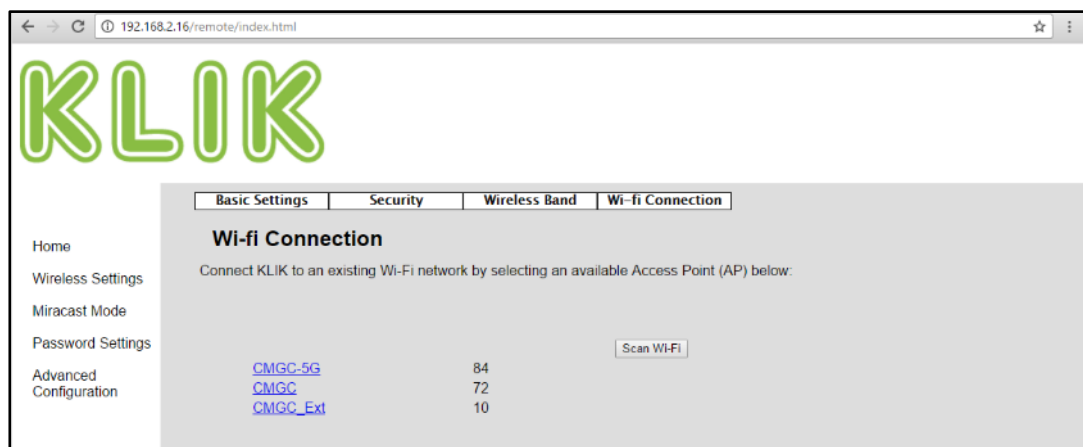 192.168.2.16/remote/index.html
KLIK
Basic Settings Security Wireless Band Wi-fi Connection
Home
Wireless Settings
Miracast Mode
Password Settings
Advanced
Configuration
Wi-fi Connection
Connect KLIK to an existing Wi-Fi network by selecting an available Access Point (AP) below:
Scan Wi-Fi
CMGC-5G 84
CMGC 72
CMGC_Ext 10